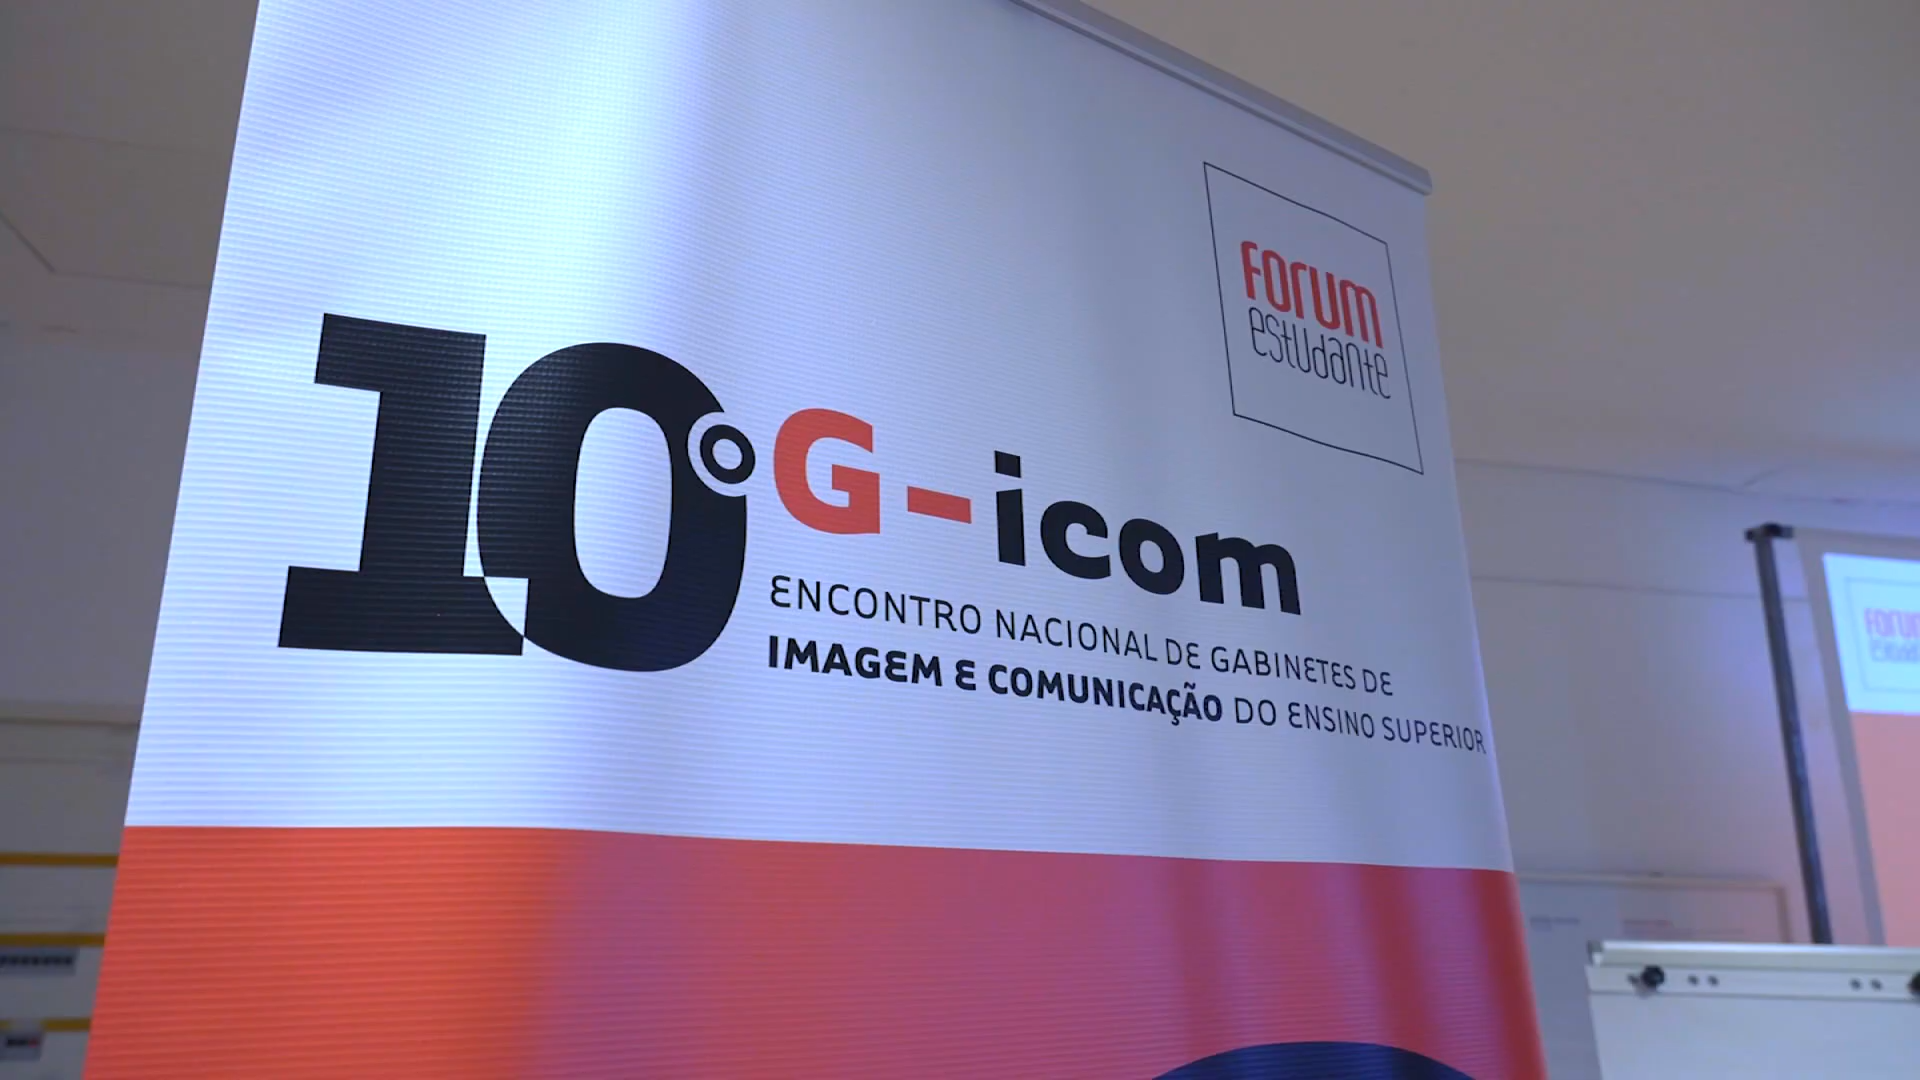 FORUM
estudante
10º G-icom
ENCONTRO NACIONAL DE GABINETES DE
IMAGEM E COMUNICAÇÃO DO ENSINO SUPERIOR